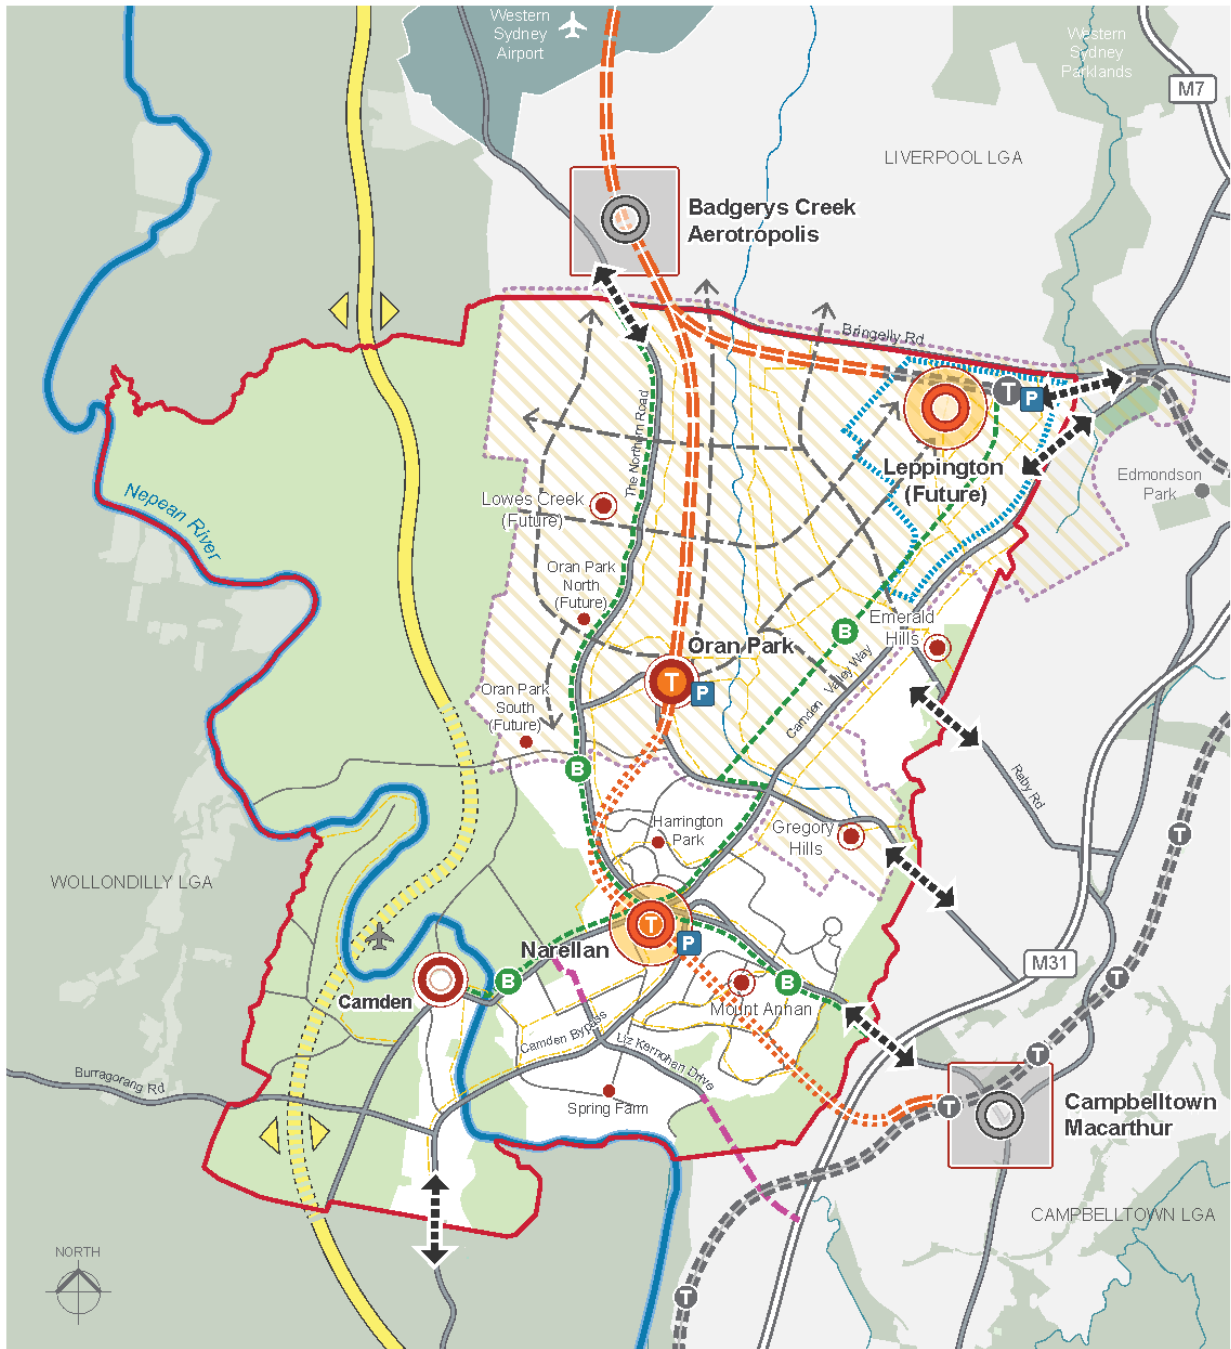 Western
Sydney
Airport
Western
Sydney
Parklands
M7
LIVERPOOL LGA
Badgerys Creek
Aerotropolis
Bringelly Rd
T
P
The Northern Road
Leppington
(Future)
Edmondson
Park
Nepean River
Lowes Creek
(Future)
Oran Park
North
(Future)
Emerald
Hills
B
Oran Park
T
P
Oran Park
South
(Future)
Camden Valley Way
B
Raby Rd
Harrington
Park
Gregory
Hills
T
WOLLONDILLY LGA
T
Narellan
P
M31
Camden
B
B
T
Mount Annan
Camden Bypass
Liz Kernohan Drive
T
Burragorang Rd
Spring Farm
T
Campbelltown
Macarthur
CAMPBELLTOWN LGA
NORTH
T